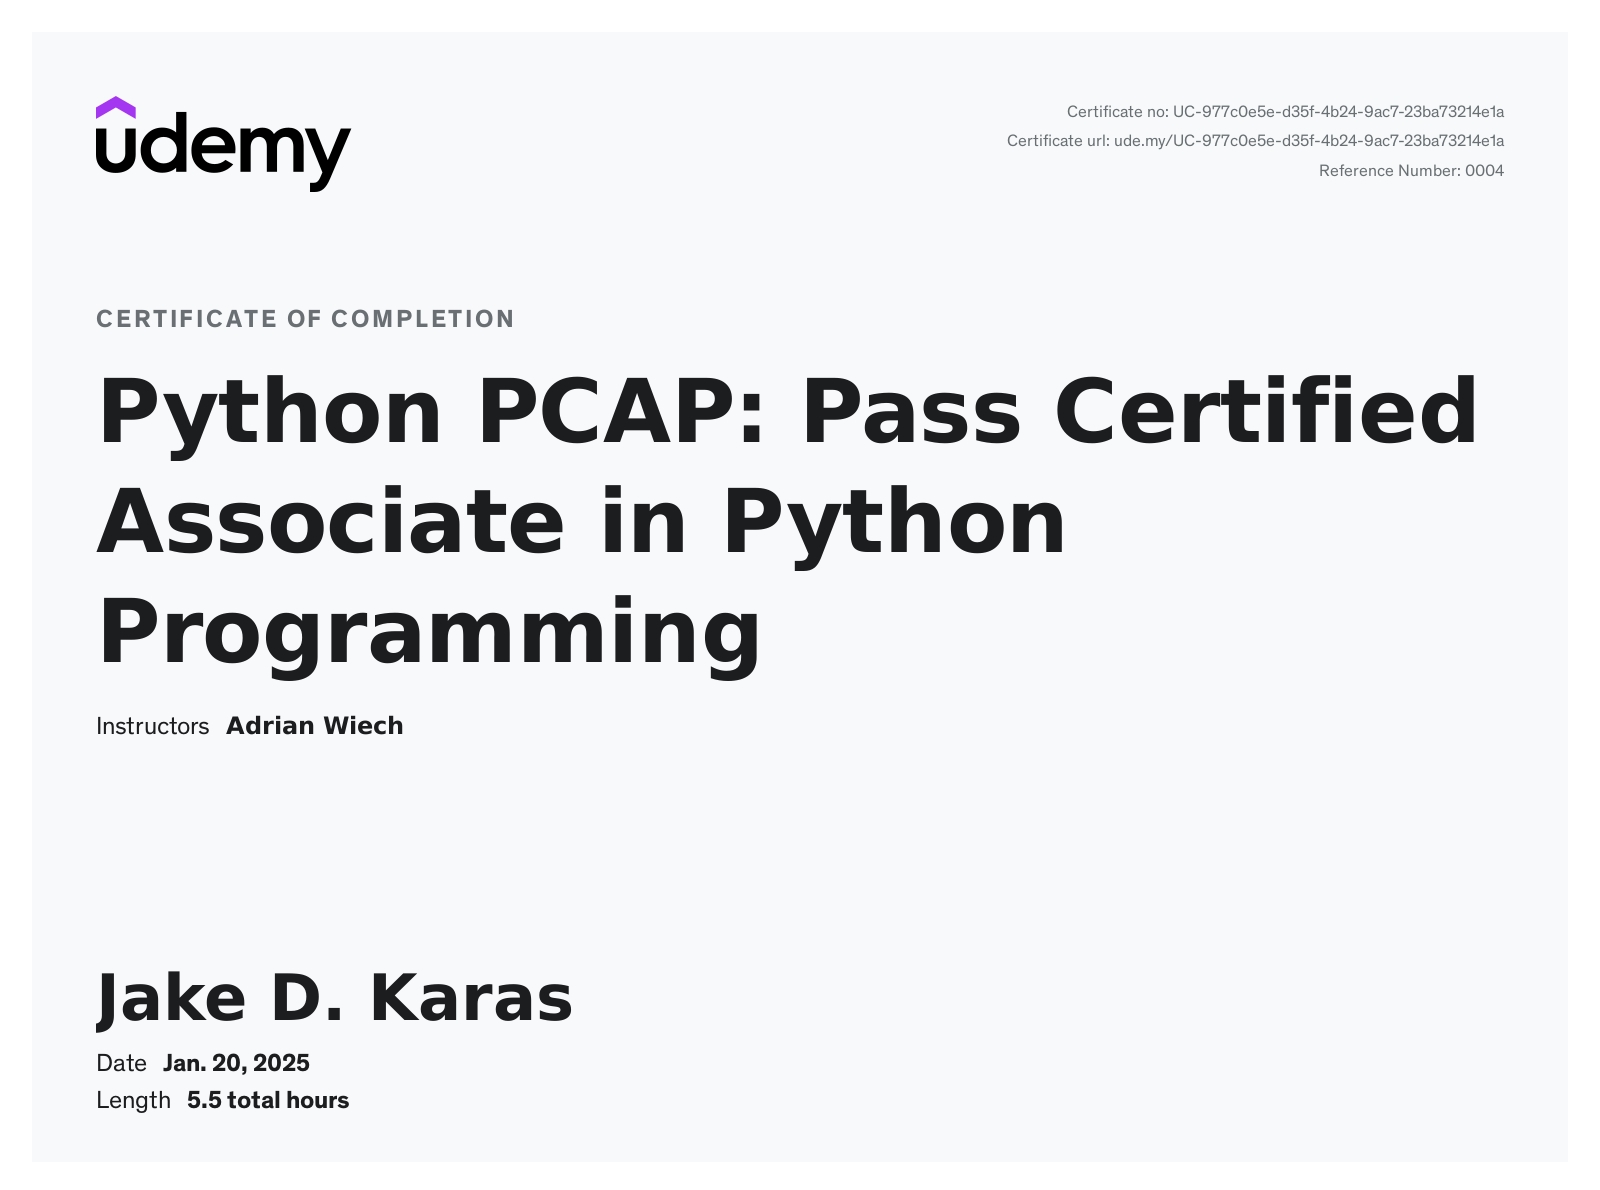 udemy
Certificate no: UC-977c0e5e-d35f-4b24-9ac7-23ba73214e1a
Certificate url: ude.my/UC-977c0e5e-d35f-4b24-9ac7-23ba73214e1a
Reference Number: 0004
CERTIFICATE OF COMPLETION
Python PCAP: Pass Certified
Associate in Python
Programming
Instructors Adrian Wiech
Jake D. Karas
Date Jan. 20, 2025
Length 5.5 total hours